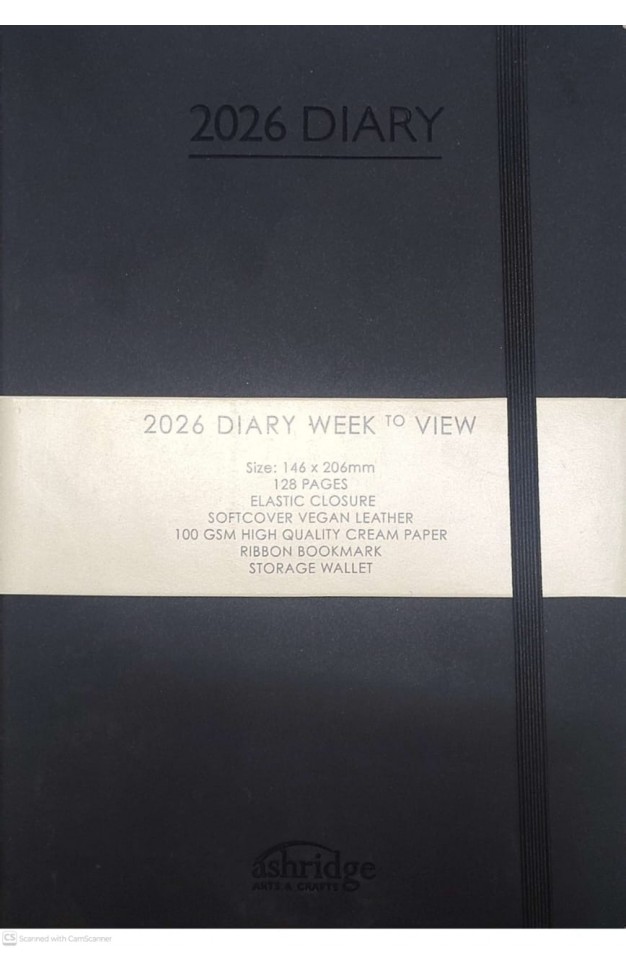 2026 DIARY
2026 DIARY WEEK TO VIEW
Size: 146 x 206mm
128 PAGES
ELASTIC CLOSURE
SOFTCOVER VEGAN LEATHER
100 GSM HIGH QUALITY CREAM PAPER
RIBBON BOOKMARK
STORAGE WALLET
ashridge
ARTS & CRAFTS
CS Scanned with CamScanner